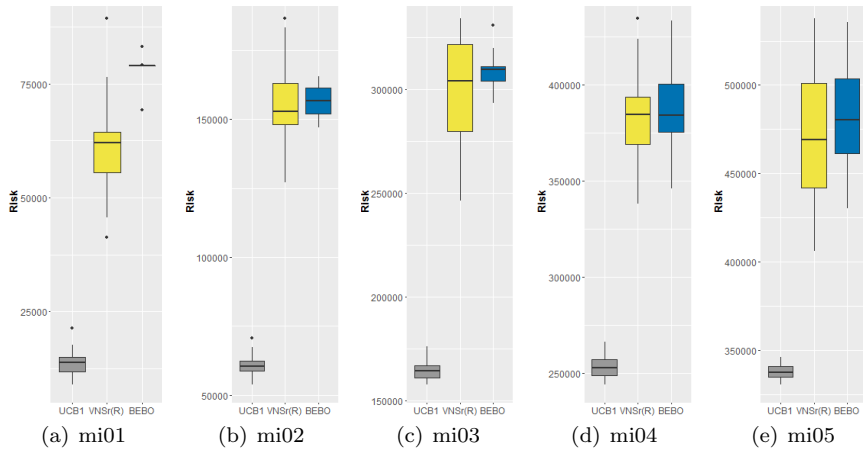 Risk
75000
50000
25000
UCB1 VNSr(R) BEBO
(a) mi01
Risk
150000
100000
50000
UCB1 VNSr(R) BEBO
(b) mi02
Risk
300000
250000
200000
150000
UCB1 VNSr(R) BEBO
(c) mi03
Risk
400000
350000
300000
250000
UCB1 VNSr(R) BEBO
(d) mi04
Risk
500000
450000
400000
350000
UCB1 VNSr(R) BEBO
(e) mi05